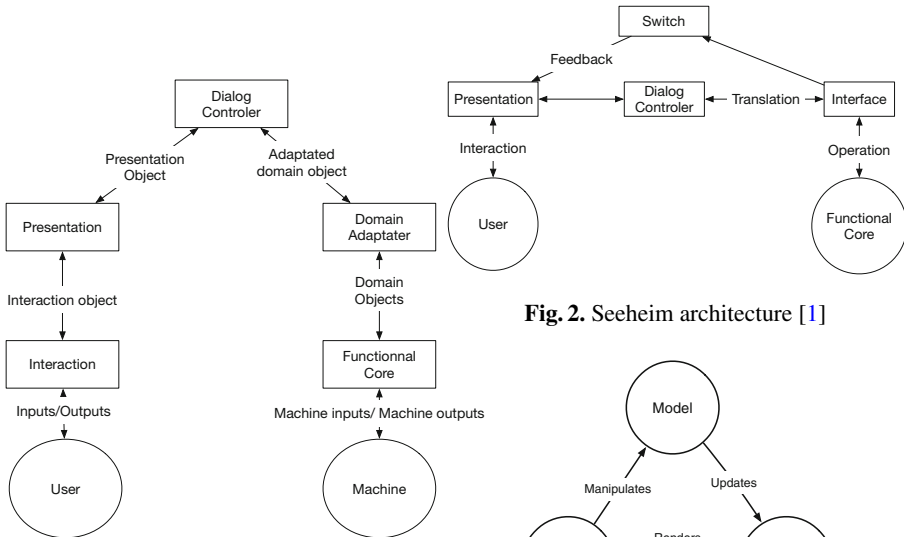 Dialog
Controler
Presentation
Object
Adaptated
domain object
Presentation
Domain
Adaptater
Interaction object
Domain
Objects
Interaction
Functionnal
Core
Inputs/Outputs
Machine inputs/ Machine outputs
User
Machine
Switch
Feedback
Presentation
Dialog
Controler
Translation
Interface
Interaction
Operation
User
Functional
Core
Fig. 2. Seeheim architecture [1]
Model
Manipulates
Updates